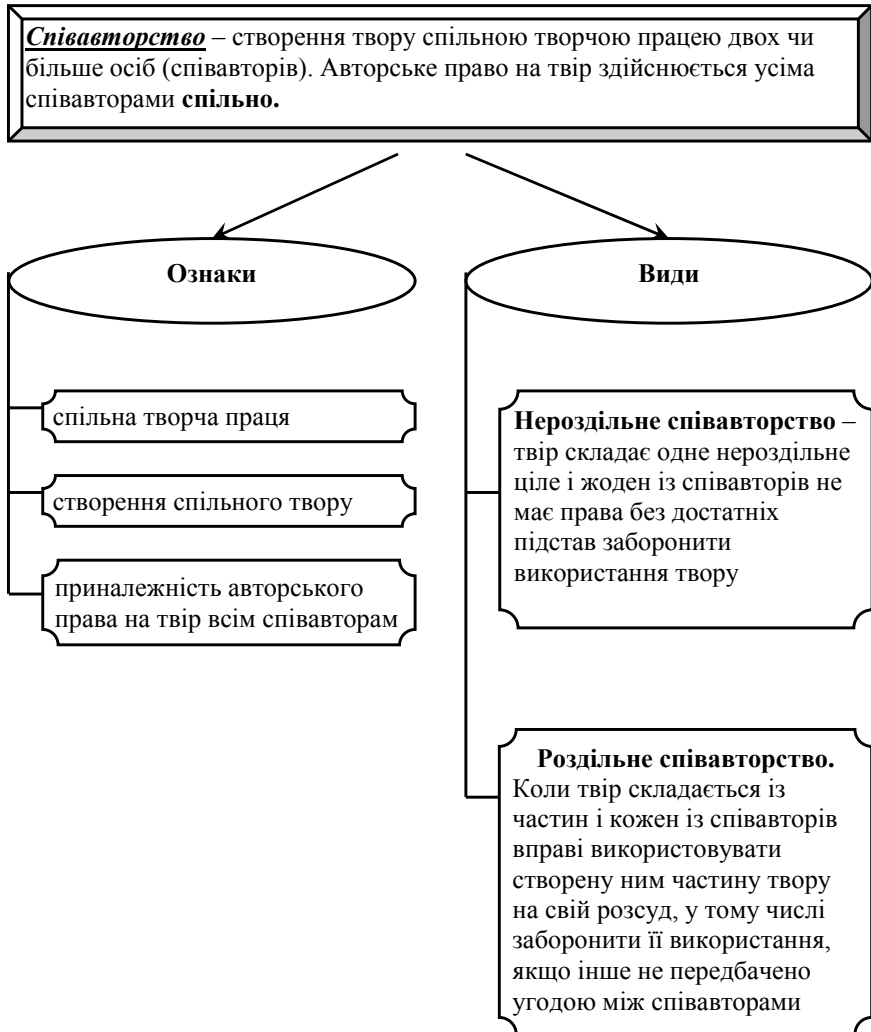 Співавторство – створення твору спільною творчою працею двох чи
більше осіб (співавторів). Авторське право на твір здійснюється усіма
співавторами спільно.
Ознаки
спільна творча праця
створення спільного твору
приналежність авторського
права на твір всім співавторам
Види
Нероздільне співавторство –
твір складає одне нероздільне
ціле і жоден із співавторів не
має права без достатніх
підстав заборонити
використання твору
Роздільне співавторство.
Коли твір складається із
частин і кожен із співавторів
вправі використовувати
створену ним частину твору
на свій розсуд, у тому числі
заборонити її використання,
якщо інше не передбачено
угодою між співавторами